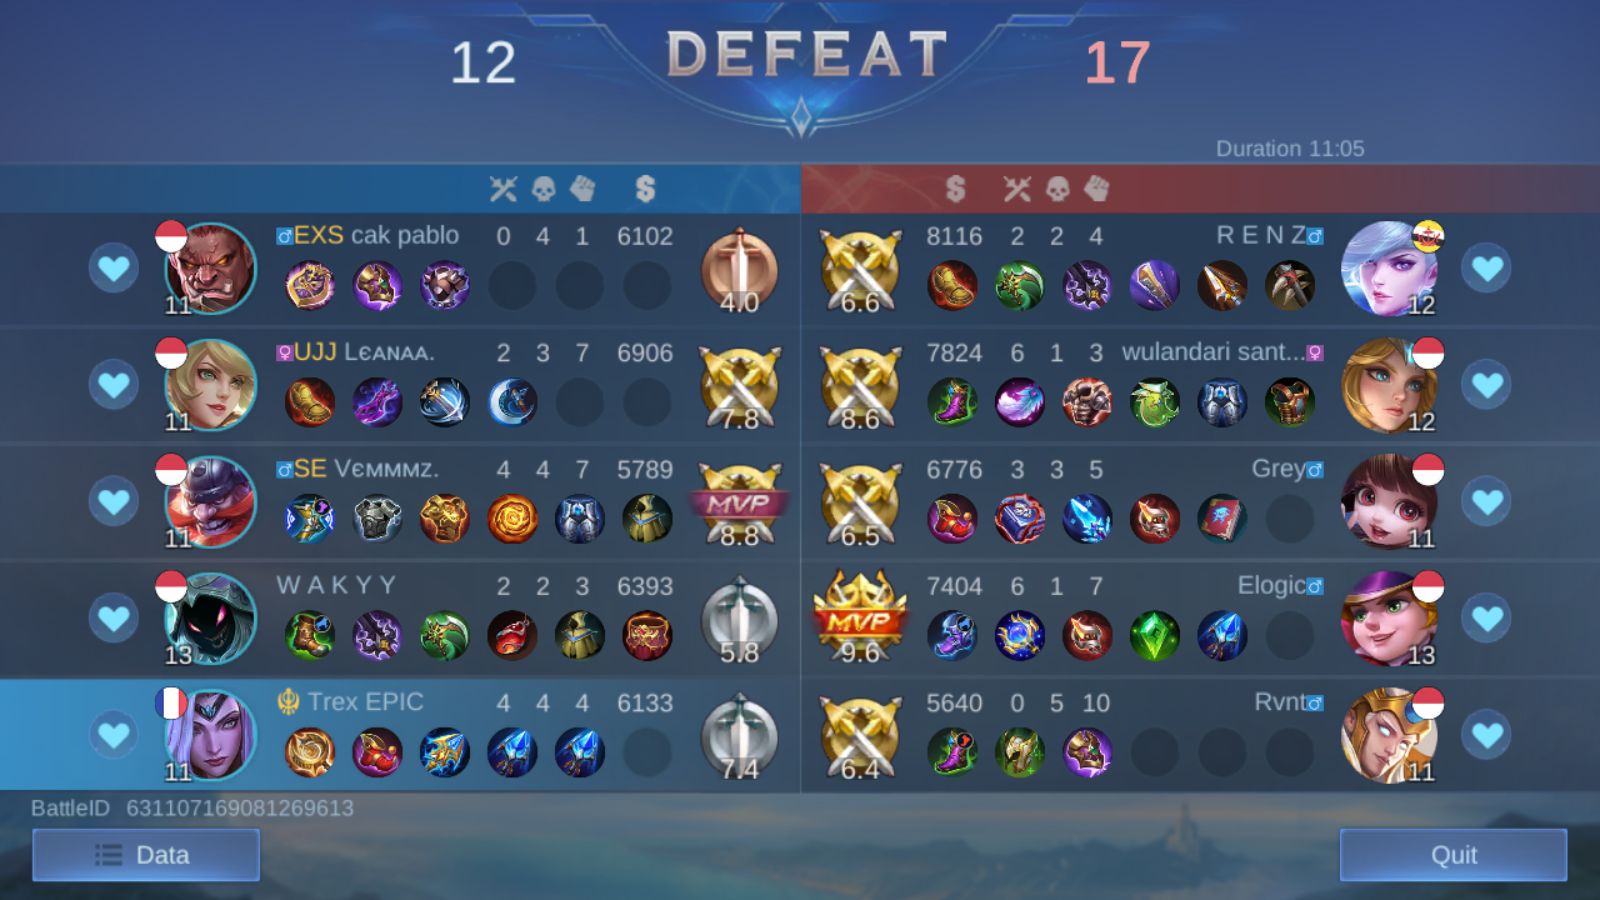 12 DEFEAT 17
Duration 11:05
EXS cak pablo 0 4 1 6102
11 4.0
8116 2 2 4 R E N Z
6.6 12
UJJ LЄᴀɴᴀᴀ. 2 3 7 6906
11 7.8
7824 6 1 3 wulandari sant...
8.6 12
SE Vᴇᴍᴍᴍᴢ. 4 4 7 5789
MVP
11 8.8
6776 3 3 5 Grey
6.5 11
W A K Y Y 2 2 3 6393
13 5.8
7404 6 1 7 Elogic
MVP
9.6 13
Trex EPIC 4 4 4 6133
11 7.4
5640 0 5 10 Rvnt
6.4 11
BattleID 631107169081269613
Data
Quit